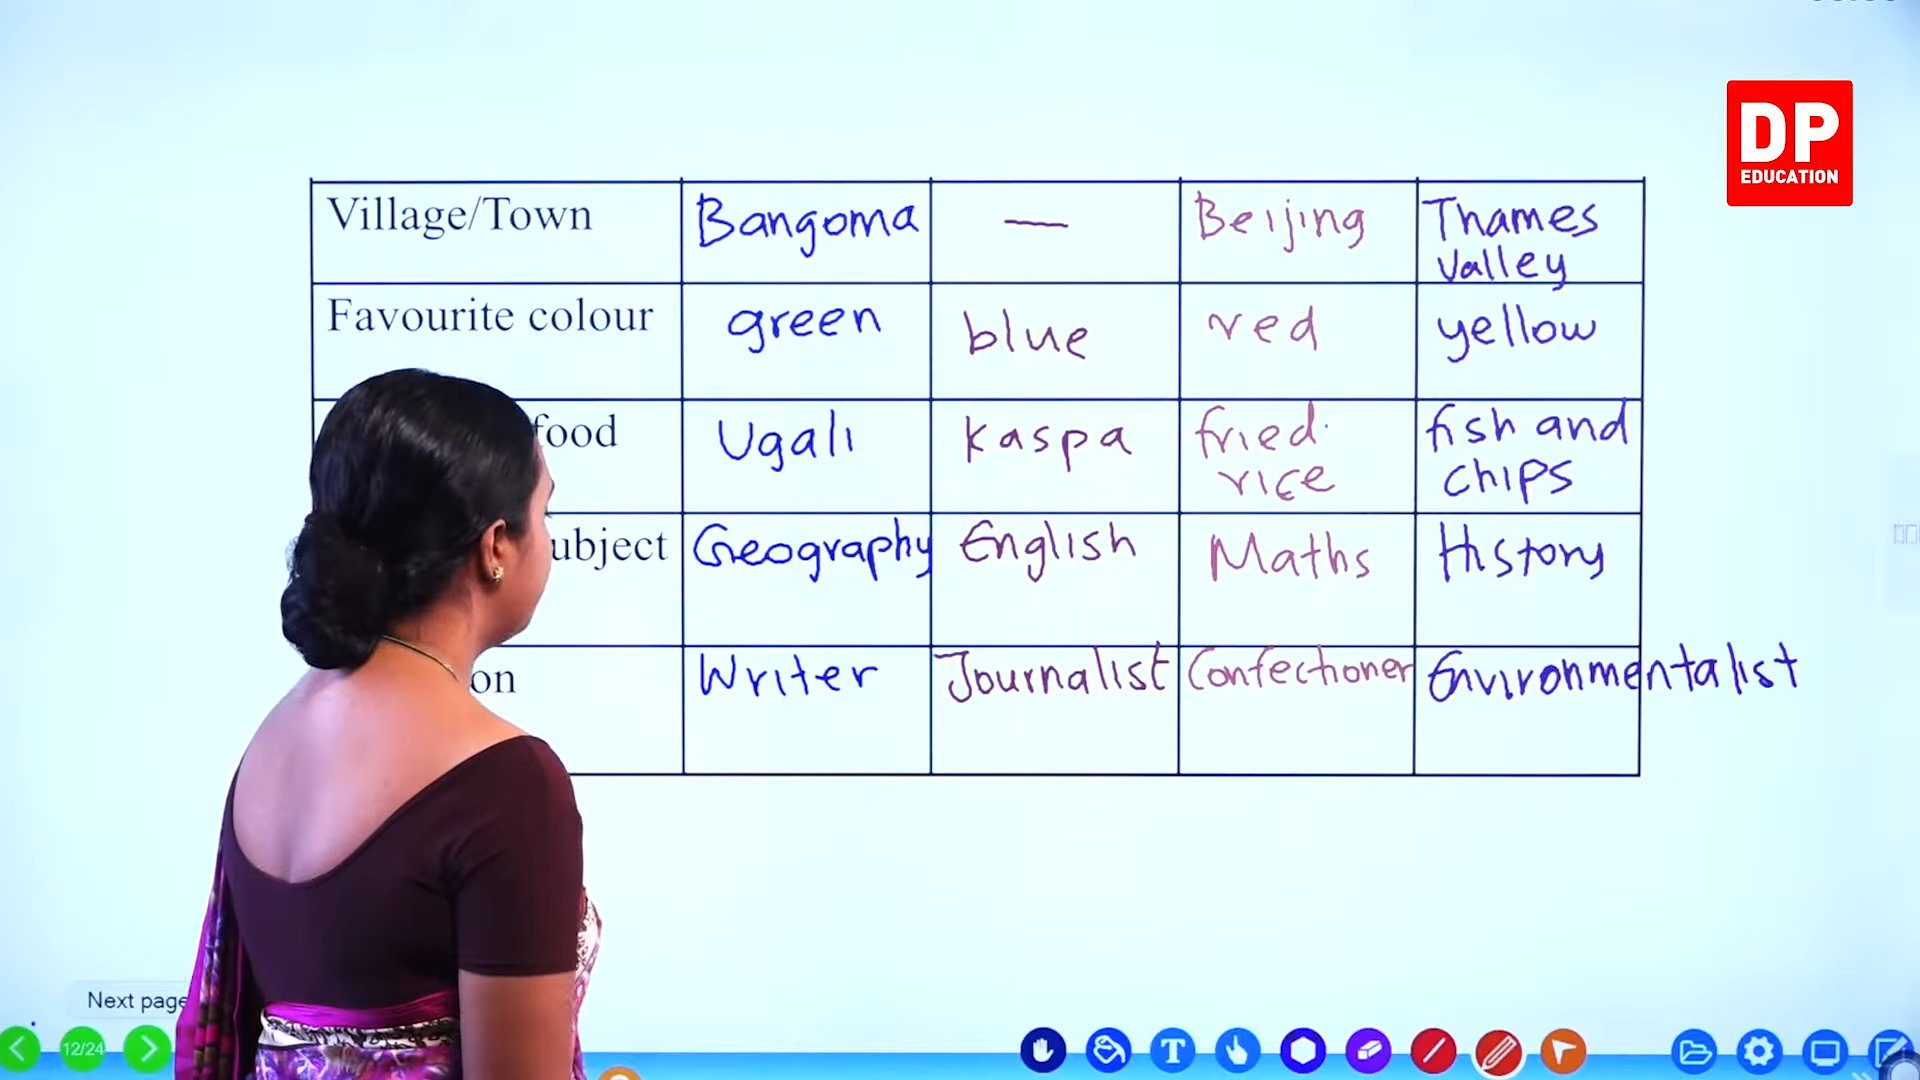 DP
EDUCATION
Village/Town Bangoma — Beijing Thames
Valley
Favourite colour green blue red yellow
food Ugali Kaspa fried fish and
rice chips
ubject Geography English Maths History
on Writer Journalist Confectioner Environmentalist
Next page
12/24
T